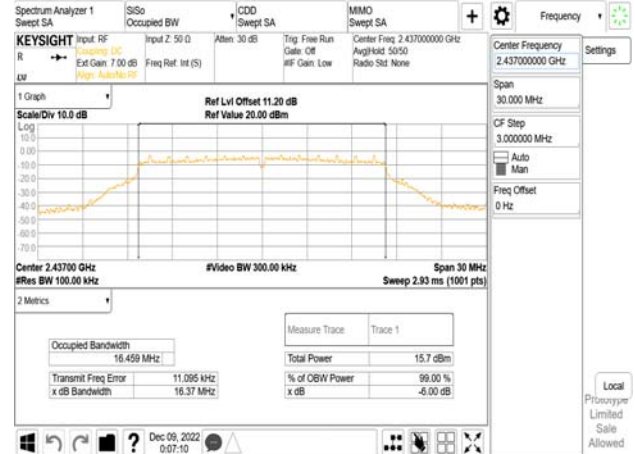 Spectrum Analyzer 1
Swept SA
SiSo
Occupied BW
CDD
Swept SA
MIMO
Swept SA
+
Frequency
KEYSIGHT
R
Input: RF
Coupling: DC
Ext Gain: 7.00 dB
Align: Auto/No RF
Input Z: 50 Ω
Freq Ref: Int (S)
Atten: 30 dB
Trig: Free Run
Gate: Off
#IF Gain: Low
Center Freq: 2.437000000 GHz
Avg|Hold: 50/50
Radio Std: None
Center Frequency
2.437000000 GHz
Settings
Span
30.000 MHz
CF Step
3.000000 MHz
Auto
Man
Freq Offset
0 Hz
1 Graph
Scale/Div 10.0 dB
Ref Lvl Offset 11.20 dB
Ref Value 20.00 dBm
Log
10.0
0.00
-10.0
-20.0
-30.0
-40.0
-50.0
-60.0
-70.0
Center 2.43700 GHz
#Video BW 300.00 kHz
Span 30 MHz
#Res BW 100.00 kHz
Sweep 2.93 ms (1001 pts)
2 Metrics
Measure Trace
Trace 1
Occupied Bandwidth
16.459 MHz
Total Power
15.7 dBm
Transmit Freq Error
11.095 kHz
% of OBW Power
99.00 %
x dB Bandwidth
16.37 MHz
x dB
-6.00 dB
Local
Prototype
Limited
Sale
Allowed
?
Dec 09, 2022
0:07:10